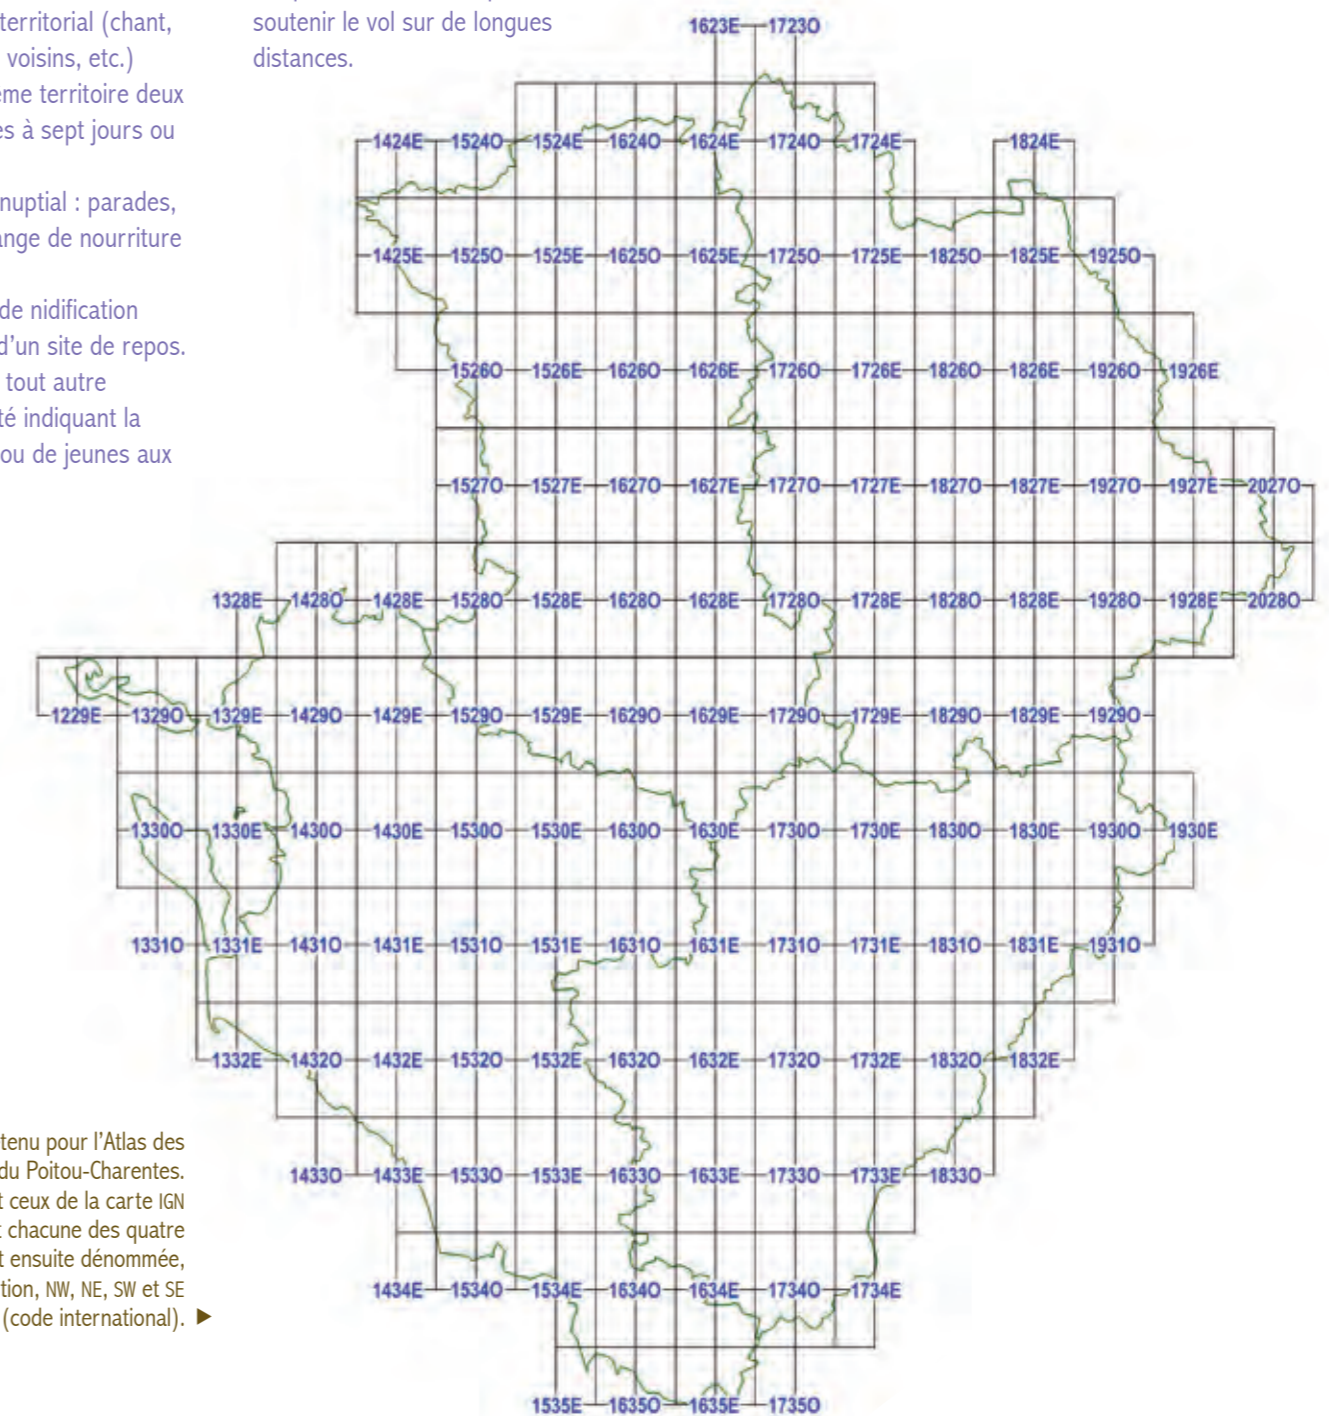 territorial (chant,
voisins, etc.)
ème territoire deux
es à sept jours ou
nuptial : parades,
ange de nourriture
de nidification
d'un site de repos.
tout autre
té indiquant la
ou de jeunes aux
soutenir le vol sur de longues
distances.
1623E 1723O
1424E 1524O 1524E 1624O 1624E 1724O 1724E 1824E
1425E 1525O 1525E 1625O 1625E 1725O 1725E 1825O 1825E 1925O
1526O 1526E 1626O 1626E 1726O 1726E 1826O 1826E 1926O 1926E
1527O 1527E 1627O 1627E 1727O 1727E 1827O 1827E 1927O 1927E 2027O
1328E 1428O 1428E 1528O 1528E 1628O 1628E 1728O 1728E 1828O 1828E 1928O 1928E 2028O
1229E 1329O 1329E 1429O 1429E 1529O 1529E 1629O 1629E 1729O 1729E 1829O 1829E 1929O
1330O 1330E 1430O 1430E 1530O 1530E 1630O 1630E 1730O 1730E 1830O 1830E 1930O 1930E
1331O 1331E 1431O 1431E 1531O 1531E 1631O 1631E 1731O 1731E 1831O 1831E 1931O
1332E 1432O 1432E 1532O 1532E 1632O 1632E 1732O 1732E 1832O 1832E
1433O 1433E 1533O 1533E 1633O 1633E 1733O 1733E 1833O
1434E 1534O 1534E 1634O 1634E 1734O 1734E
1535E 1635O 1635E 1735O
tenu pour l'Atlas des
du Poitou-Charentes.
t ceux de la carte IGN
t chacune des quatre
t ensuite dénommée,
tion, NW, NE, SW et SE
(code international). ►